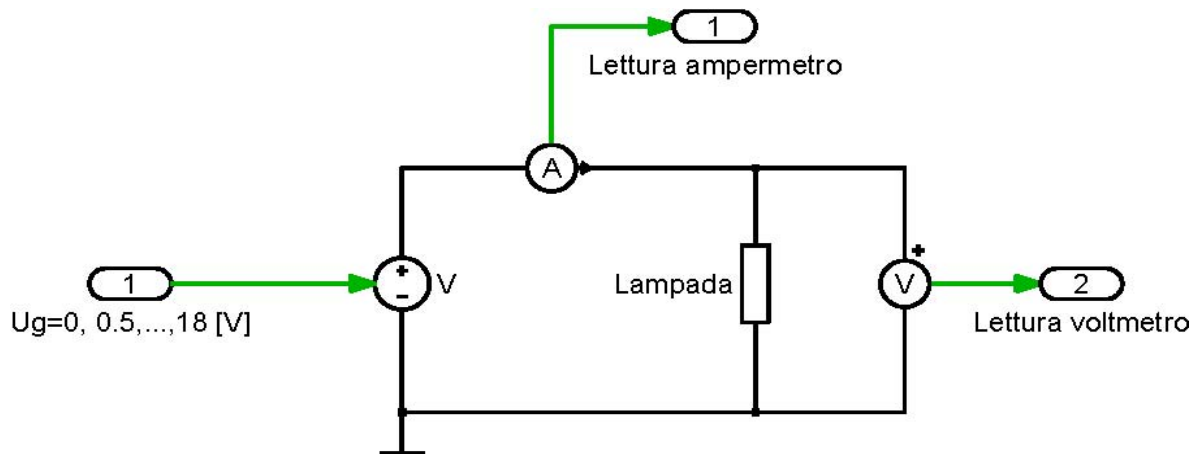 1
Lettura ampermetro
A
+
-
V
Lampada
+
V
1
Ug=0, 0.5,...,18 [V]
2
Lettura voltmetro